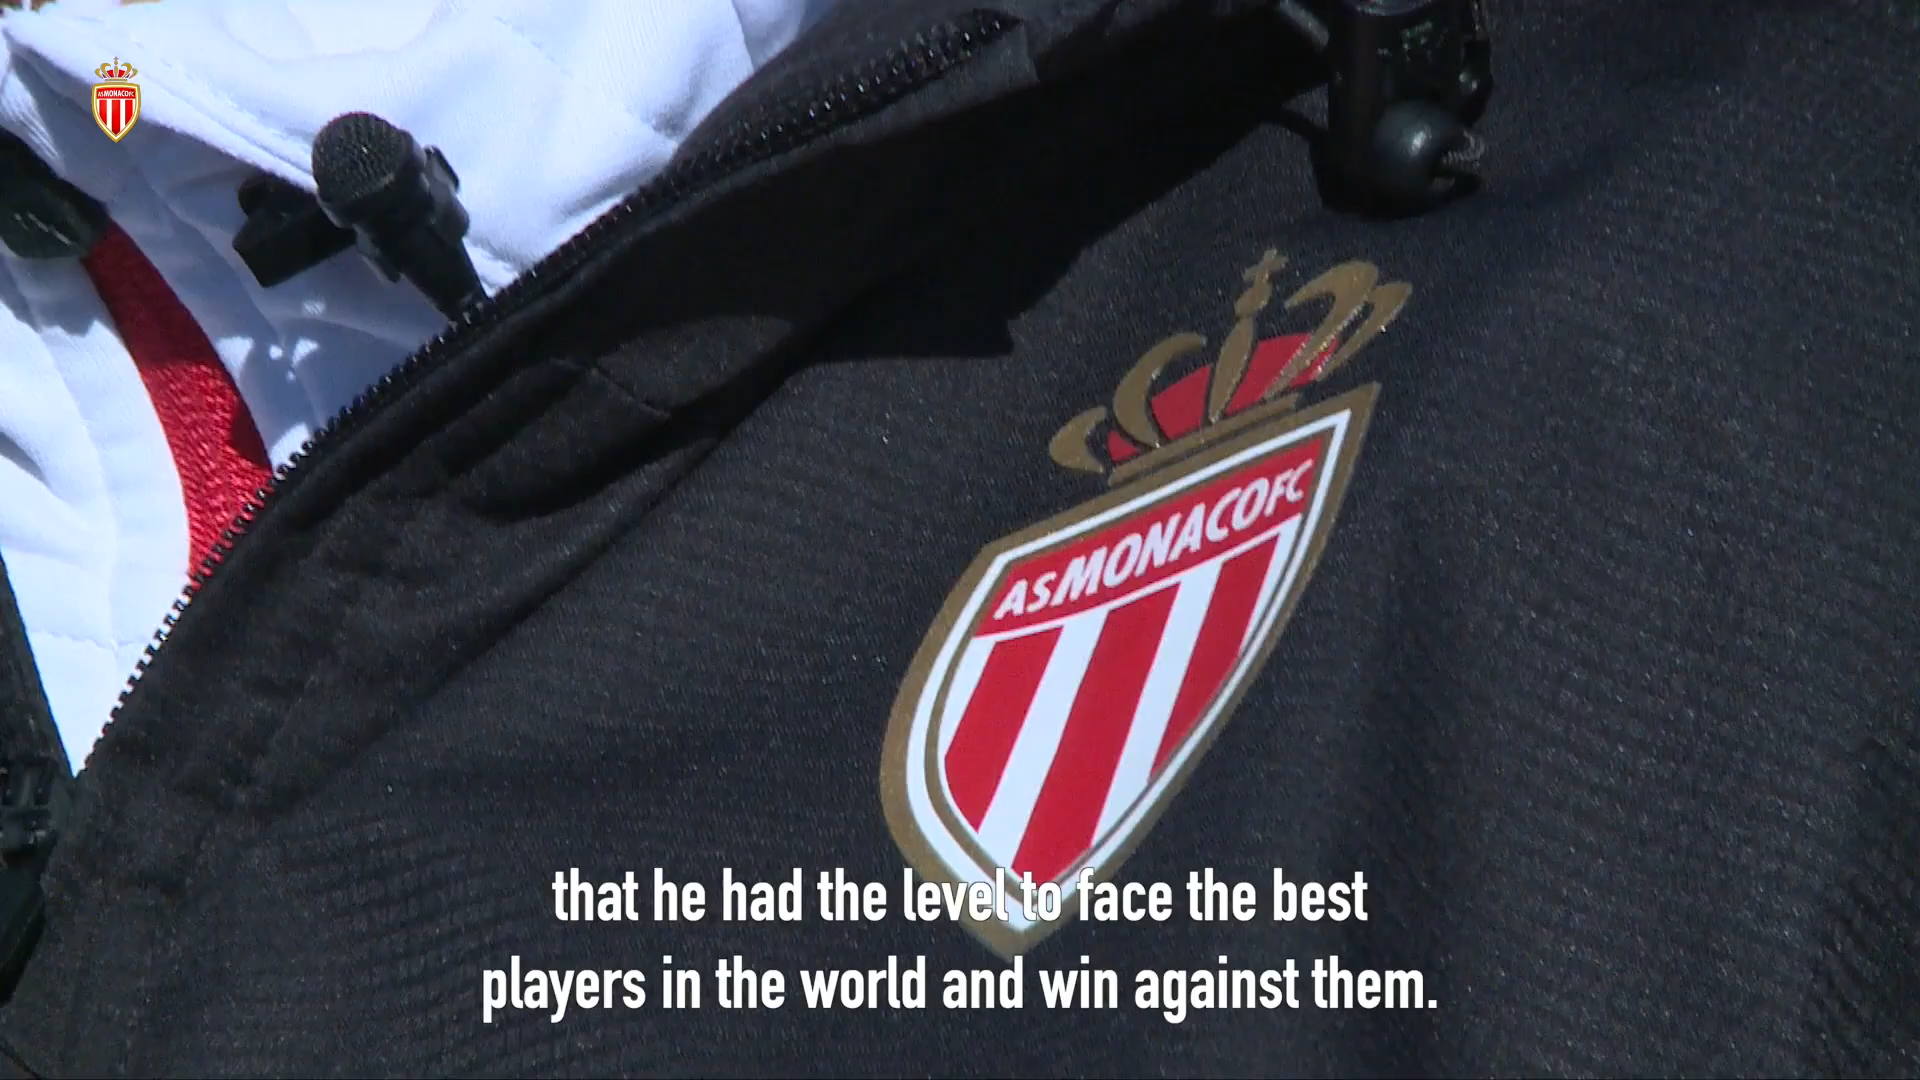 ASMONACOFC
ASMONACOFC
that he had the level to face the best
players in the world and win against them.